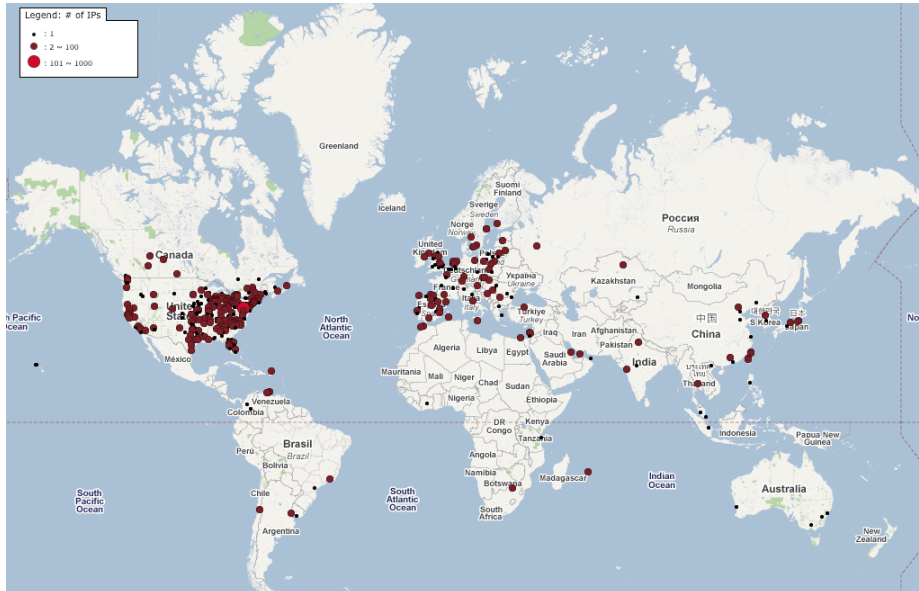 Legend: # of IPs
: 1
: 2 ~ 100
: 101 ~ 1000
Greenland
Iceland
Suomi
Finland
Sverige
Sweden
Norge
Norway
Россия
Russia
Canada
United
Kingdom
Deutschland
Україна
Ukraine
France
Italia
Italy
Kazakhstan
Mongolia
United
States
North
Atlantic
Ocean
Türkiye
Turkey
中国
China
대한민국
S Korea
日本
Japan
Iraq
Iran
Afghanistan
Pakistan
México
Algeria
Libya
Egypt
Saudi
Arabia
India
Mauritania
Mali
Niger
Chad
Sudan
Thailand
Nigeria
Ethiopia
Venezuela
Colombia
DR
Congo
Kenya
Tanzania
Indonesia
Papua New
Guinea
Perú
Brasil
Brazil
Bolivia
Angola
Namibia
Botswana
Madagascar
Indian
Ocean
South
Pacific
Ocean
Chile
South
Atlantic
Ocean
South
Africa
Australia
Argentina
New
Zealand